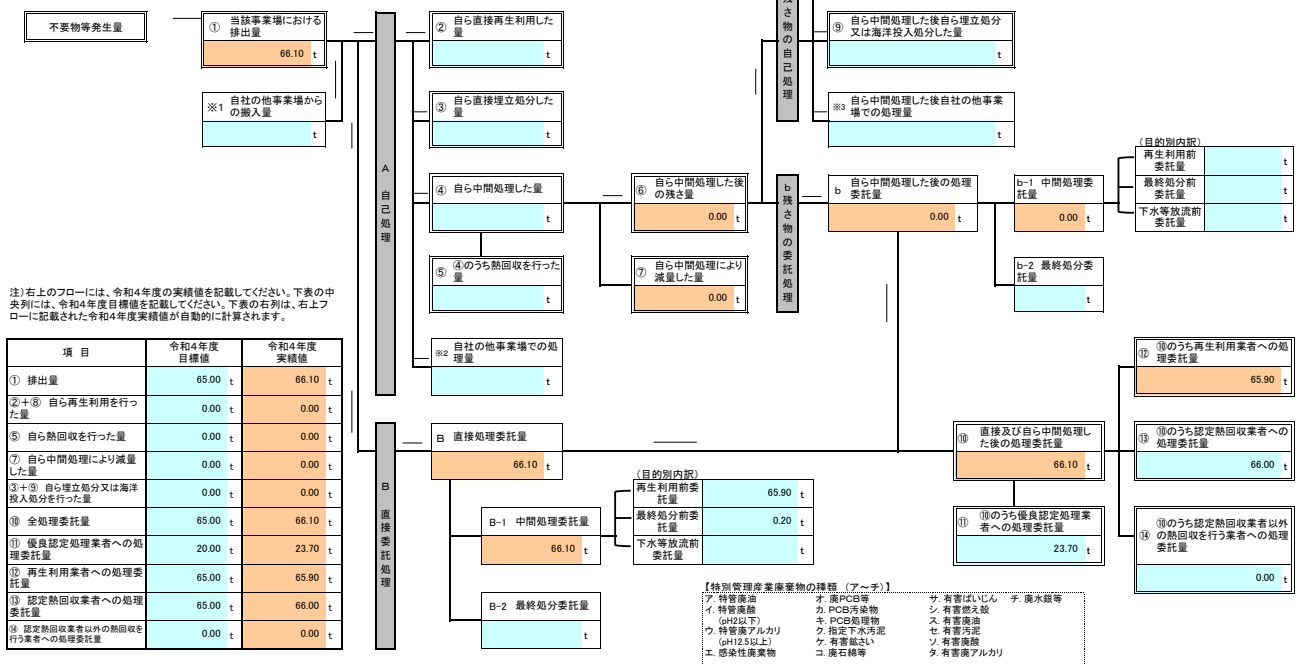 不要物等発生量
① 当該事業場における
排出量
66.10 t
※1 自社の他事業場から
の搬入量
t
A 自己処理
② 自ら直接再生利用した
量
t
③ 自ら直接埋立処分した
量
t
④ 自ら中間処理した量
t
⑤ ④のうち熱回収を行った
量
t
※2 自社の他事業場での処
理量
t
⑥ 自ら中間処理した後
の残さ量
0.00 t
⑦ 自ら中間処理により
減量した量
0.00 t
残さ物の自己処理
⑨ 自ら中間処理した後自ら埋立処分
又は海洋投入処分した量
t
※3 自ら中間処理した後自社の他事業
場での処理量
t
b 残さ物の委託処理
b 自ら中間処理した後の処理
委託量
0.00 t
b-1 中間処理委
託量
0.00 t
b-2 最終処分委
託量
t
(目的別内訳)
再生利用前
委託量
t
最終処分前
委託量
t
下水等放流前
委託量
t
注)右上のフローには、令和4年度の実績値を記載してください。下表の中
央列には、令和4年度目標値を記載してください。下表の右列は、右上フ
ローに記載された令和4年度実績値が自動的に計算されます。
項 目 令和4年度
目標値 令和4年度
実績値
① 排出量 65.00 t 66.10 t
②+⑧ 自ら再生利用を行っ
た量 0.00 t 0.00 t
⑤ 自ら熱回収を行った量 0.00 t 0.00 t
⑦ 自ら中間処理により減量
した量 0.00 t 0.00 t
③+⑨ 自ら埋立処分又は海洋
投入処分を行った量 0.00 t 0.00 t
⑩ 全処理委託量 65.00 t 66.10 t
⑪ 優良認定処理業者への処
理委託量 20.00 t 23.70 t
⑫ 再生利用業者への処理委
託量 65.00 t 65.90 t
⑬ 認定熱回収業者への処理
委託量 65.00 t 66.00 t
⑭ 認定熱回収業者以外の熱回収を
行う業者への処理委託量 0.00 t 0.00 t
B 直接委託処理
B 直接処理委託量
66.10 t
B-1 中間処理委託量
66.10 t
B-2 最終処分委託量
t
(目的別内訳)
再生利用前委
託量
65.90 t
最終処分前委
託量
0.20 t
下水等放流前
委託量
t
⑩ 直接及び自ら中間処理し
た後の処理委託量
66.10 t
⑪ ⑩のうち優良認定処理業
者への処理委託量
23.70 t
⑫ ⑩のうち再生利用業者への処
理委託量
65.90 t
⑬ ⑩のうち認定熱回収業者への
処理委託量
66.00 t
⑭ ⑩のうち認定熱回収業者以外
の熱回収を行う業者への処理
委託量
0.00 t
【特別管理産業廃棄物の種類 (ア~チ)】
ア. 特管廃油 オ. 廃PCB等 サ. 有害ばいじん チ. 廃水銀等
イ. 特管廃酸 カ. PCB汚染物 シ. 有害燃え殻
(pH2以下) キ. PCB処理物 ス. 有害廃油
ウ. 特管廃アルカリ ク. 指定下水汚泥 セ. 有害汚泥
(pH12.5以上) ケ. 有害鉱さい ソ. 有害廃酸
エ. 感染性廃棄物 コ. 廃石綿等 タ. 有害廃アルカリ